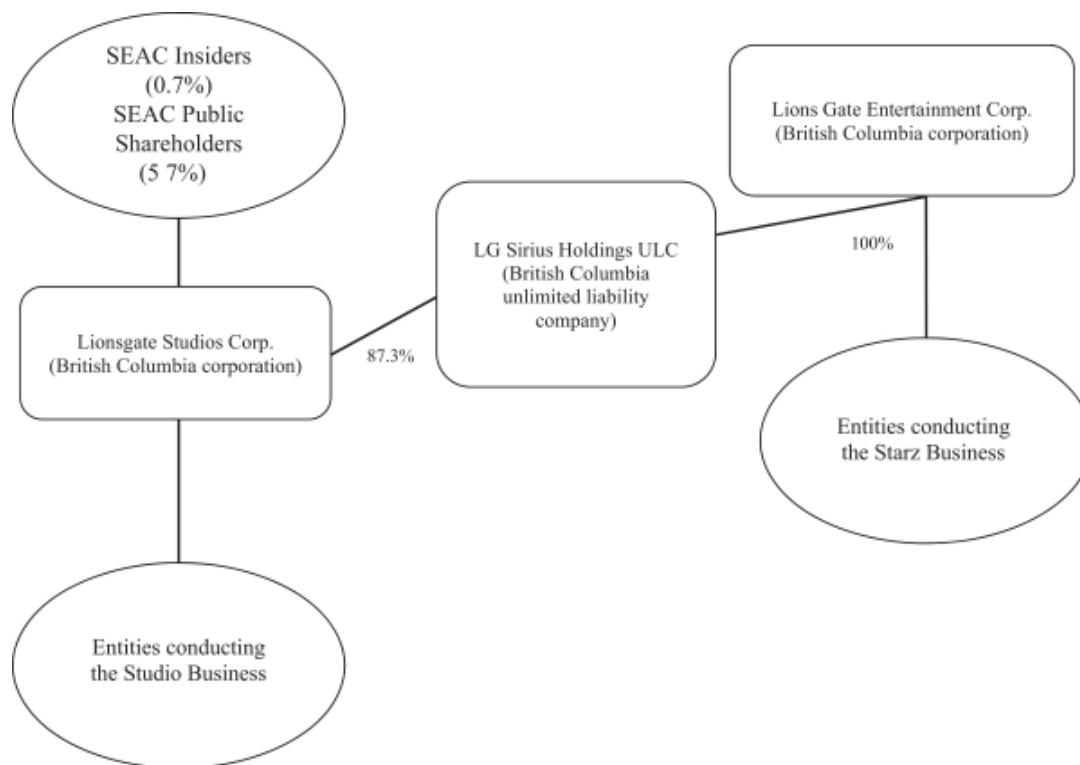 SEAC Insiders
(0.7%)
SEAC Public
Shareholders
(5 7%)
Lions Gate Entertainment Corp.
(British Columbia corporation)
LG Sirius Holdings ULC
(British Columbia
unlimited liability
company)
100%
Lionsgate Studios Corp.
(British Columbia corporation)
87.3%
Entities conducting
the Starz Business
Entities conducting
the Studio Business